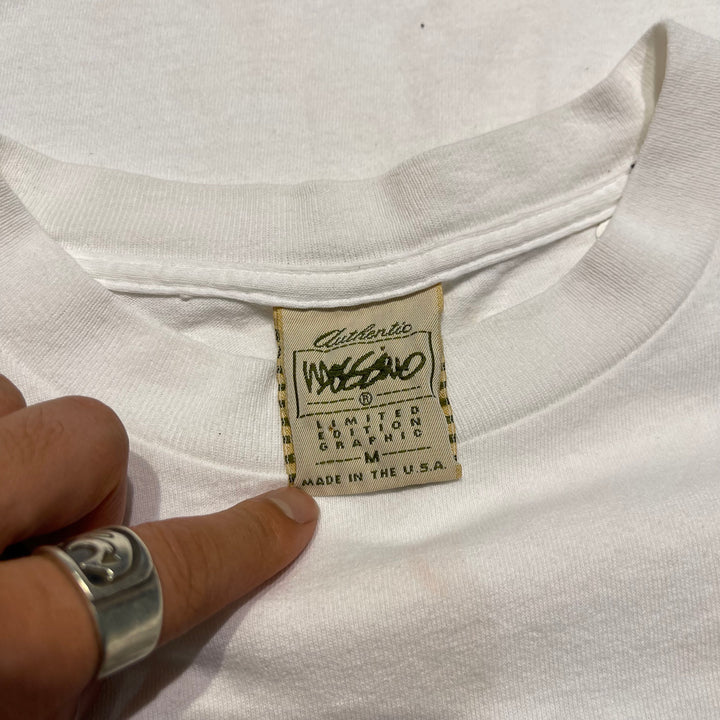 Authentic
MOSSIMO
®
LIMITED
EDITION
GRAPHIC
M
MADE IN THE U.S.A.